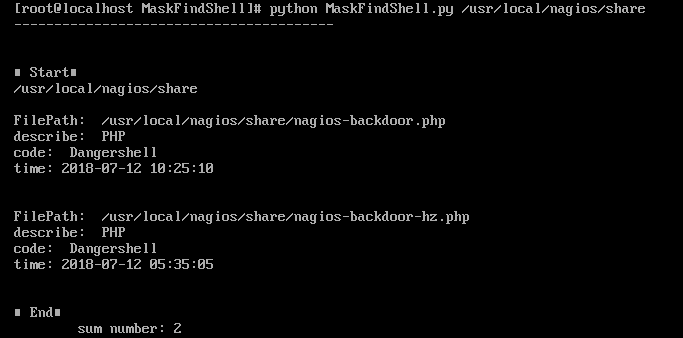 [root@localhost MaskFindShell]# python MaskFindShell.py /usr/local/nagios/share
----------------------------------------
∎ Start∎
/usr/local/nagios/share
FilePath:  /usr/local/nagios/share/nagios-backdoor.php
describe:  PHP
code:  Dangershell
time: 2018-07-12 10:25:10
FilePath:  /usr/local/nagios/share/nagios-backdoor-hz.php
describe:  PHP
code:  Dangershell
time: 2018-07-12 05:35:05
∎ End∎
sum number: 2